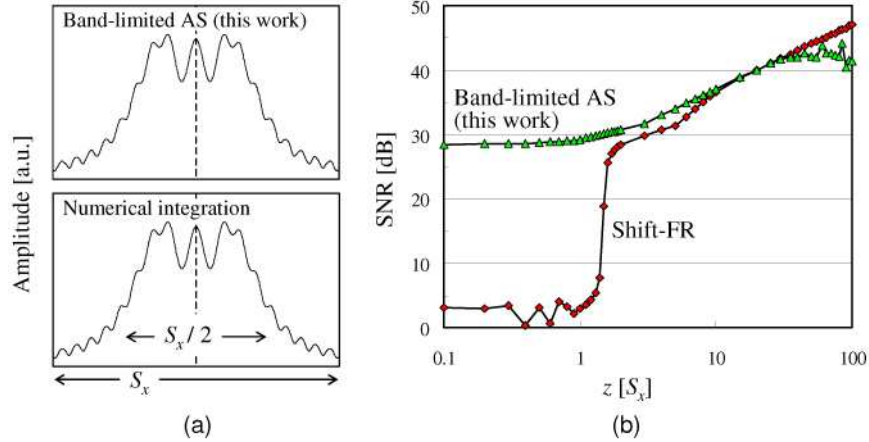 Band-limited AS (this work)
Numerical integration
Amplitude [a.u.]
S_x / 2
S_x
(a)
SNR [dB]
50
40
30
20
10
0
0.1
1
10
100
Band-limited AS
(this work)
Shift-FR
z [S_x]
(b)